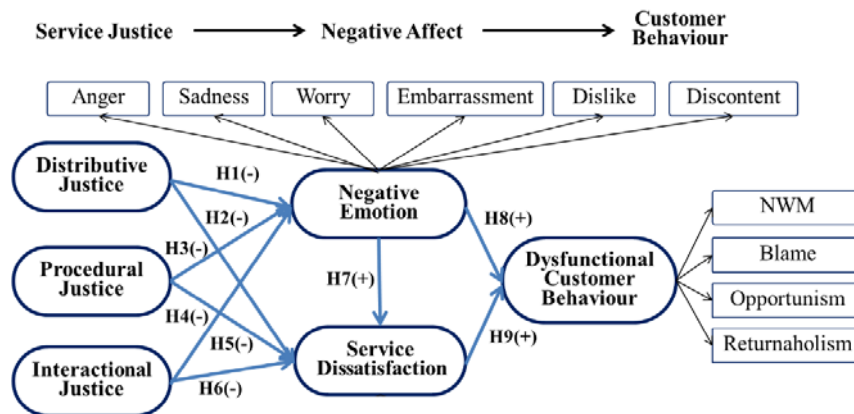 Service Justice
Negative Affect
Customer
Behaviour
Anger
Sadness
Worry
Embarrassment
Dislike
Discontent
Distributive
Justice
H1(-)
H2(-)
Negative
Emotion
H8(+)
NWM
H3(-)
Procedural
Justice
H7(+)
Dysfunctional
Customer
Behaviour
Blame
Opportunism
H4(-)
H5(-)
Service
Dissatisfaction
H9(+)
Returnaholism
Interactional
Justice
H6(-)